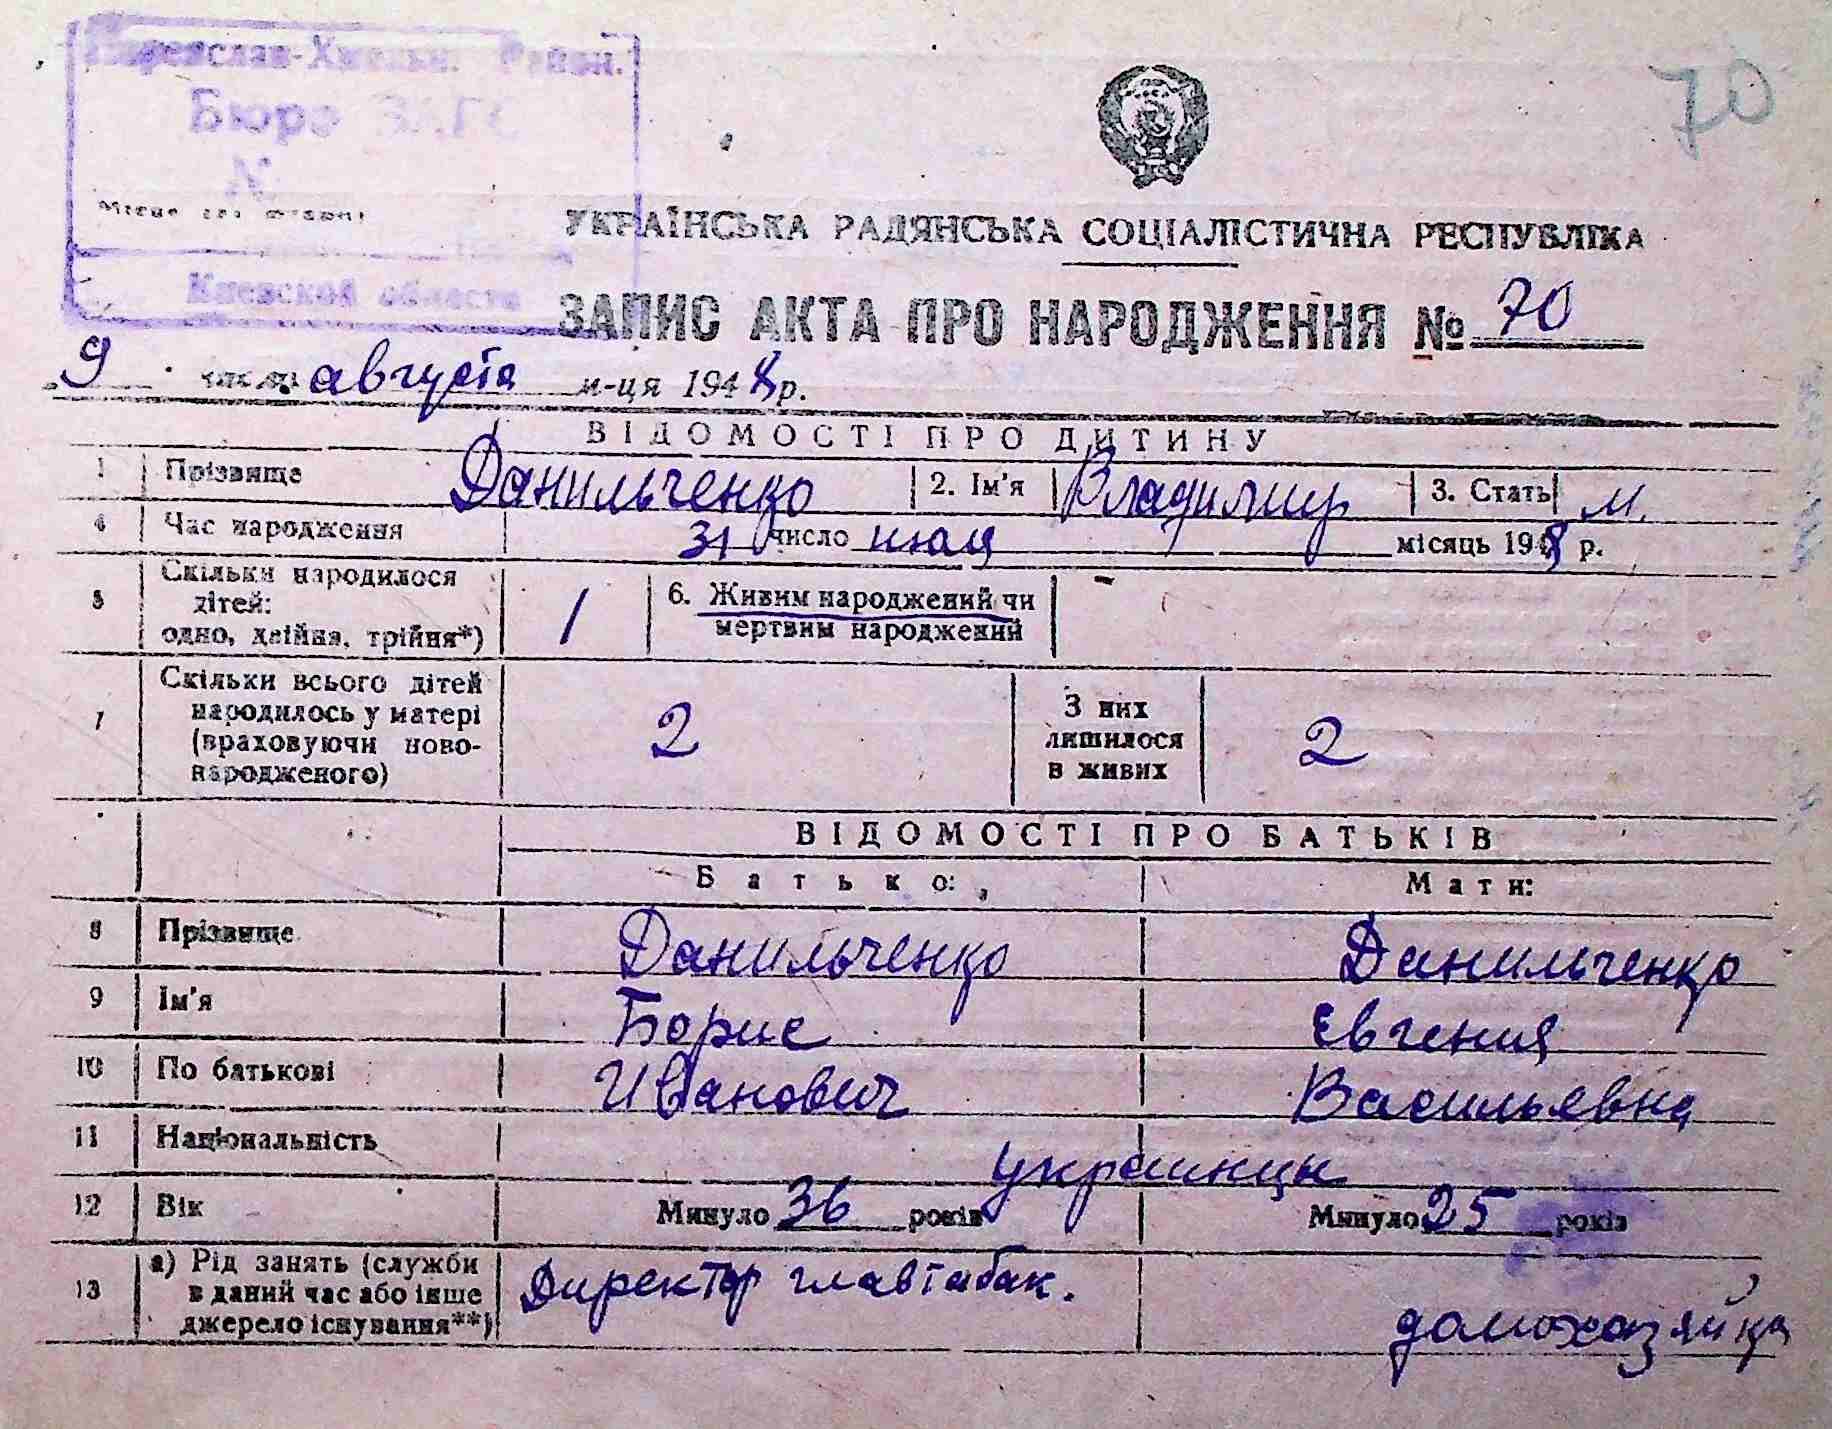 70
Переяслав-Хмельн. Район.
Бюро ЗАГС
N
Киевской области
УКРАЇНСЬКА РАДЯНСЬКА СОЦІАЛІСТИЧНА РЕСПУБЛІКА
ЗАПИС АКТА ПРО НАРОДЖЕННЯ № 70
9 числа августа м-ця 1948 р.
ВІДОМОСТІ ПРО ДИТИНУ
1 Прізвище Данильченко 2. Ім'я Владимир 3. Стать м.
4 Час народження 31 число июля місяць 1948 р.
5 Скільки народилося
дітей:
одно, двійня, трійня*) 1 6. Живим народжений чи
мертвим народжений
7 Скільки всього дітей
народилось у матері
(враховуючи ново-
народженого) 2 З них
лишилося
в живих 2
ВІДОМОСТІ ПРО БАТЬКІВ
Батько: Мати:
8 Прізвище Данильченко Данильченко
9 Ім'я Борис Евгения
10 По батькові Иванович Васильевна
11 Національність украинцы
12 Вік Минуло 36 років Минуло 25 років
13 а) Рід занять (служби
в даний час або інше
джерело існування**) Директор главтабак. домохозяйка